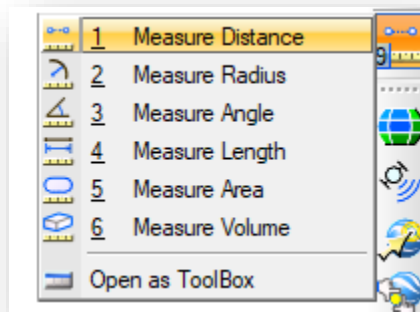 1 Measure Distance
2 Measure Radius
3 Measure Angle
4 Measure Length
5 Measure Area
6 Measure Volume
Open as ToolBox
9